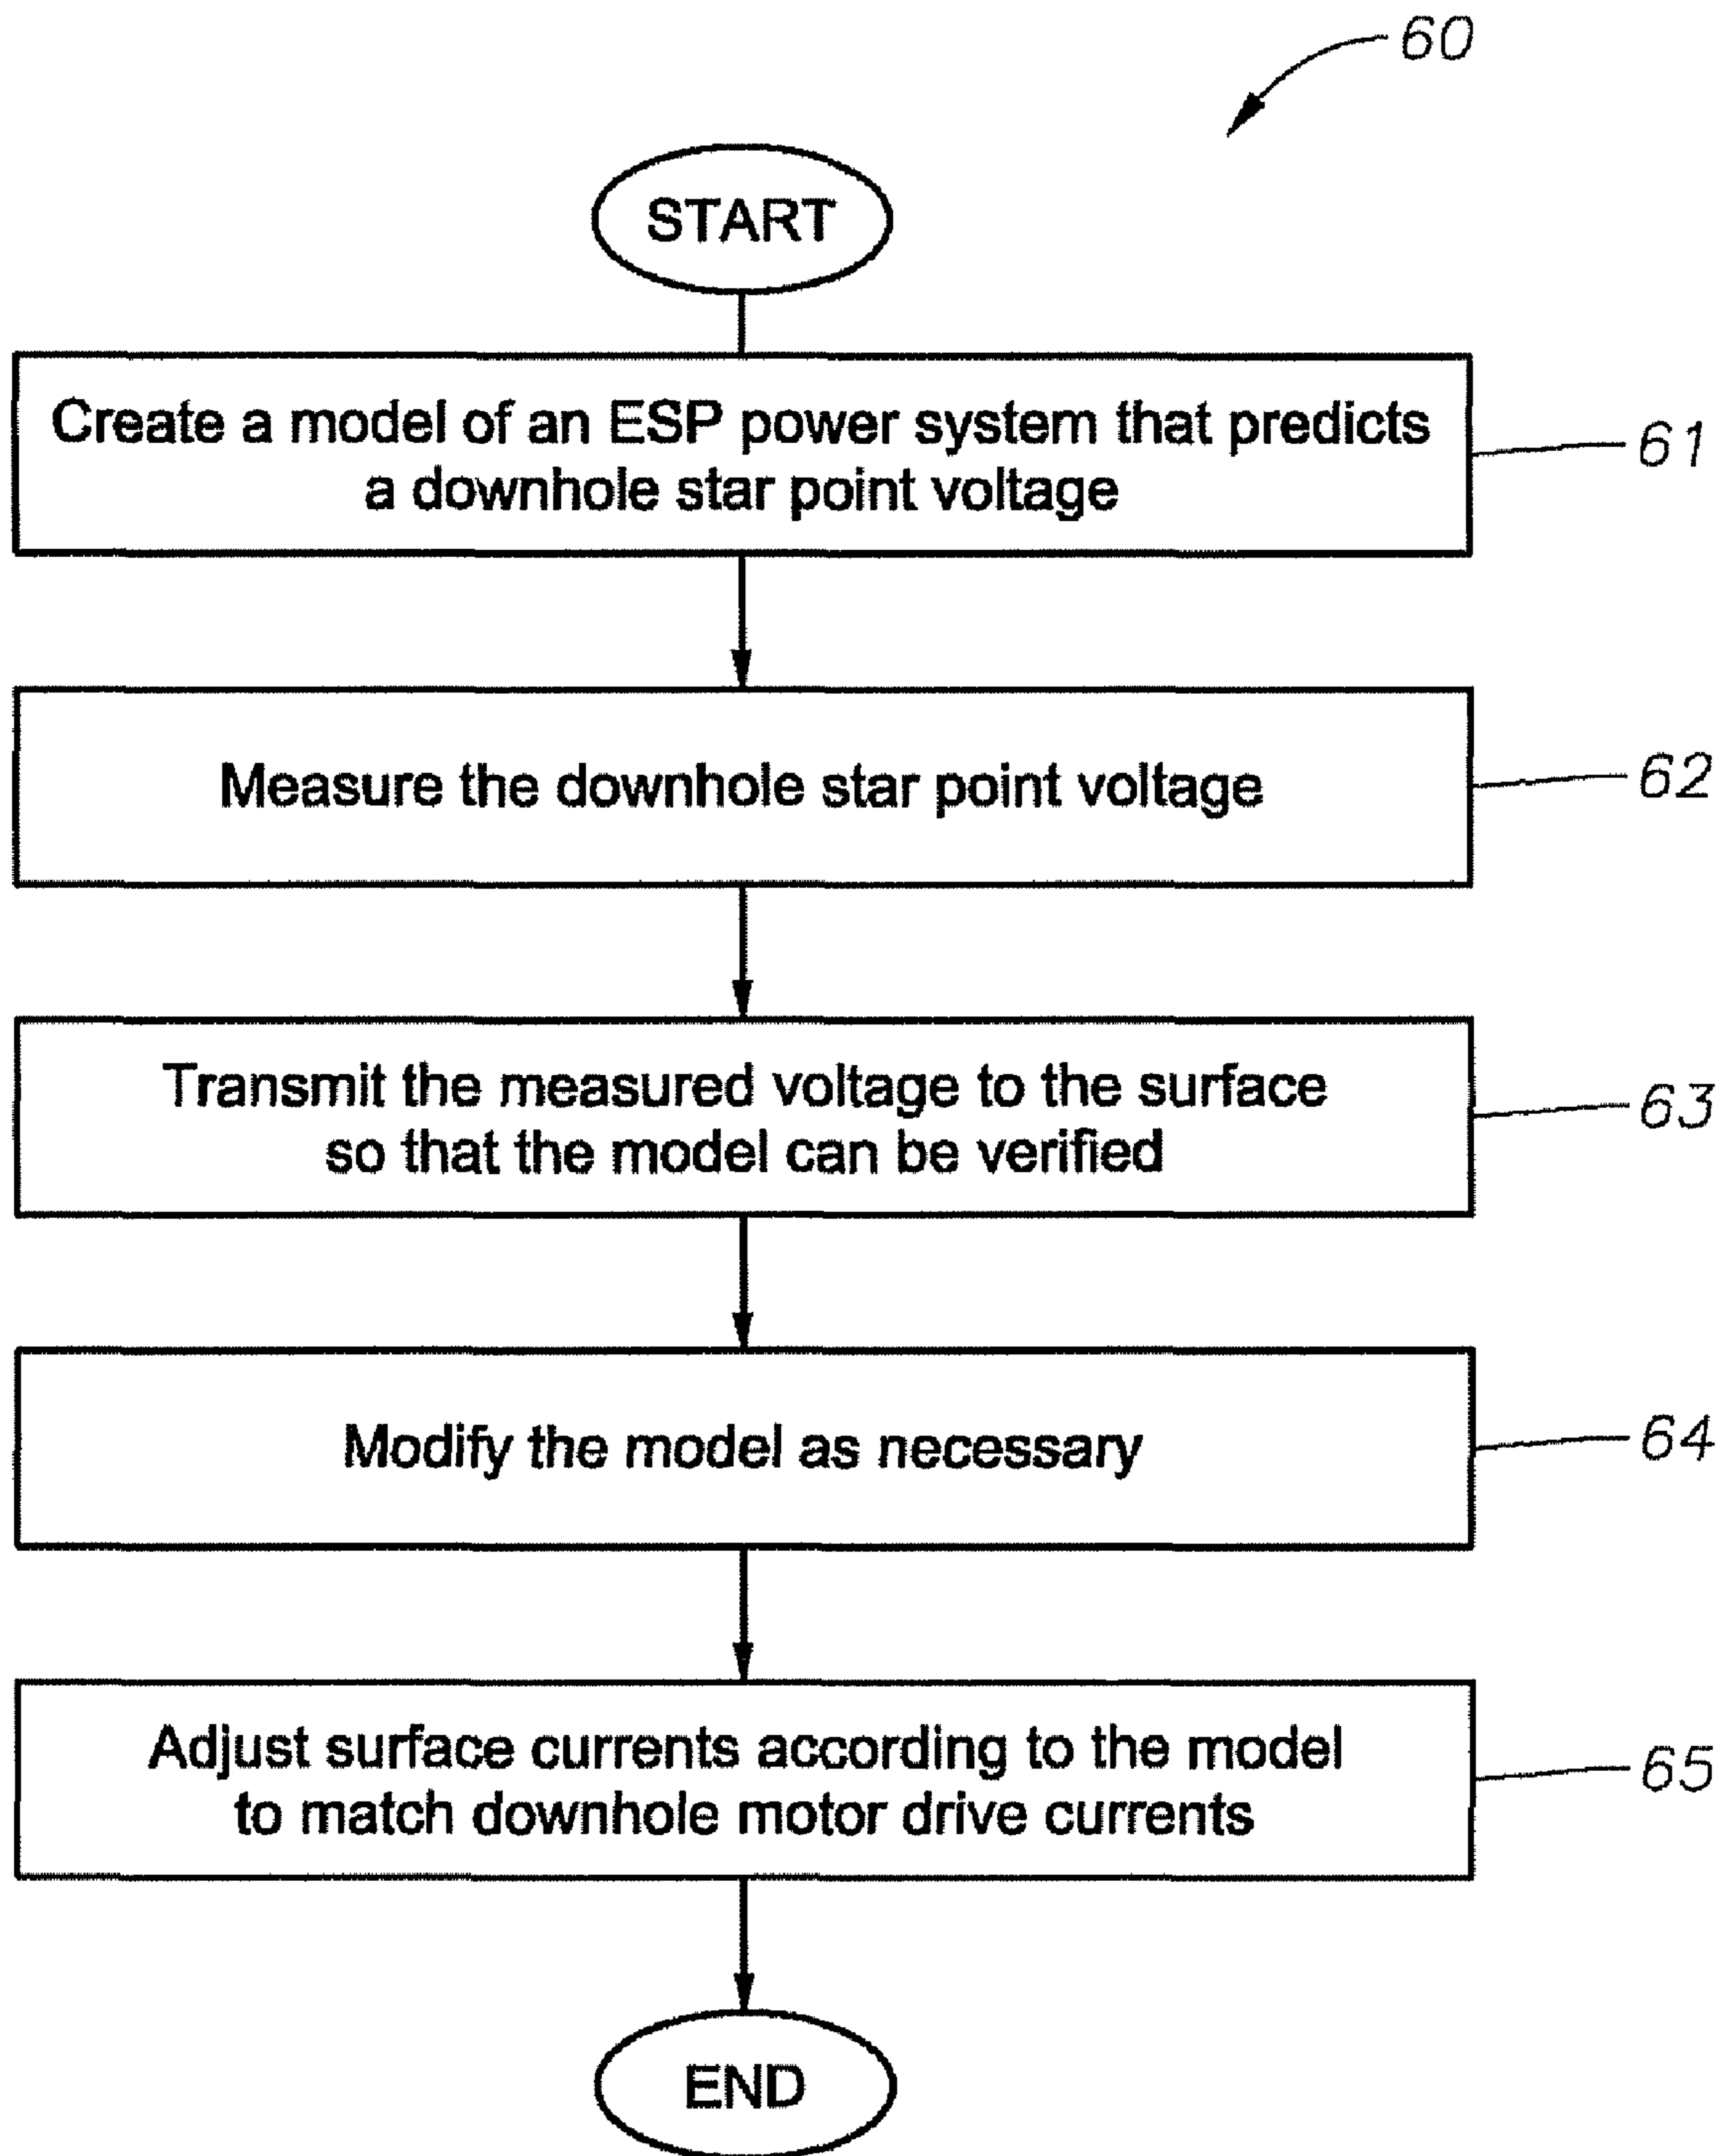 60
START
Create a model of an ESP power system that predicts
a downhole star point voltage
61
Measure the downhole star point voltage
62
Transmit the measured voltage to the surface
so that the model can be verified
63
Modify the model as necessary
64
Adjust surface currents according to the model
to match downhole motor drive currents
65
END